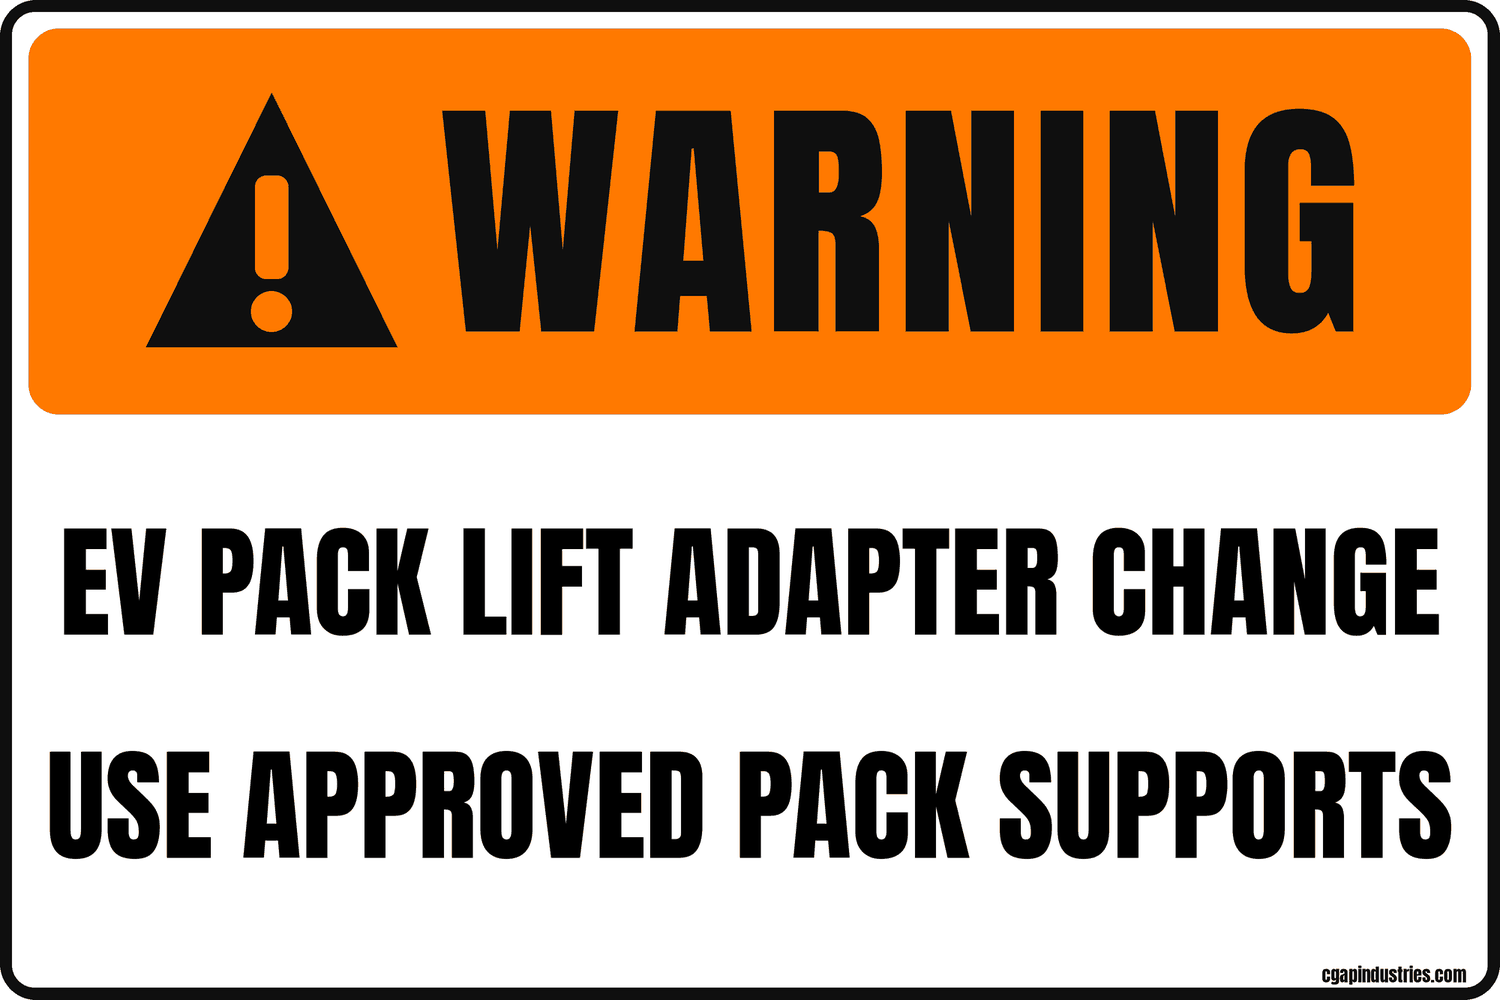 WARNING
EV PACK LIFT ADAPTER CHANGE
USE APPROVED PACK SUPPORTS
cgapindustries.com